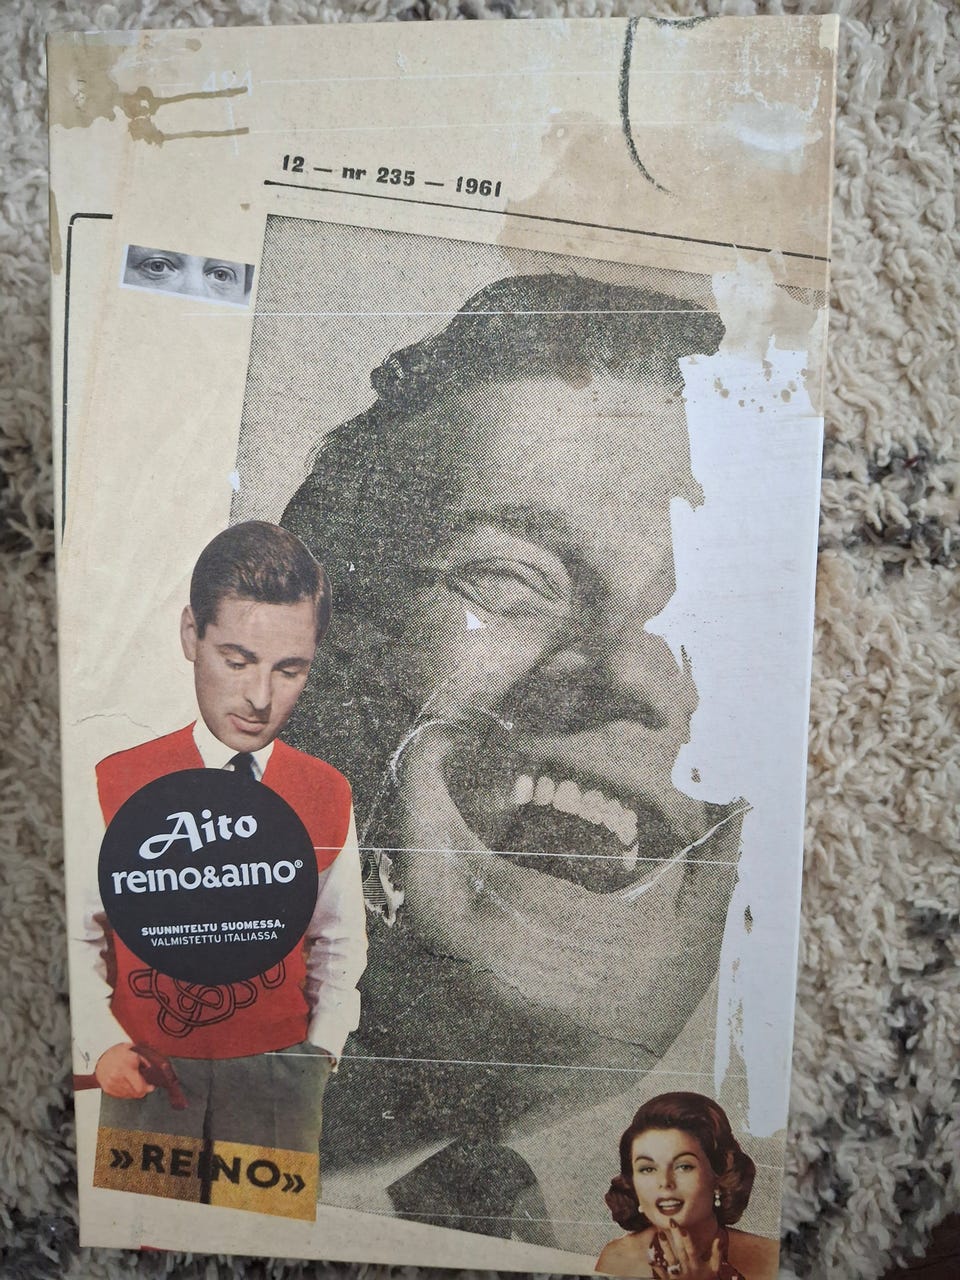 12 — nr 235 — 1961
Aito
reino&aino®
SUUNNITELTU SUOMESSA,
VALMISTETTU ITALIASSA
»REINO»